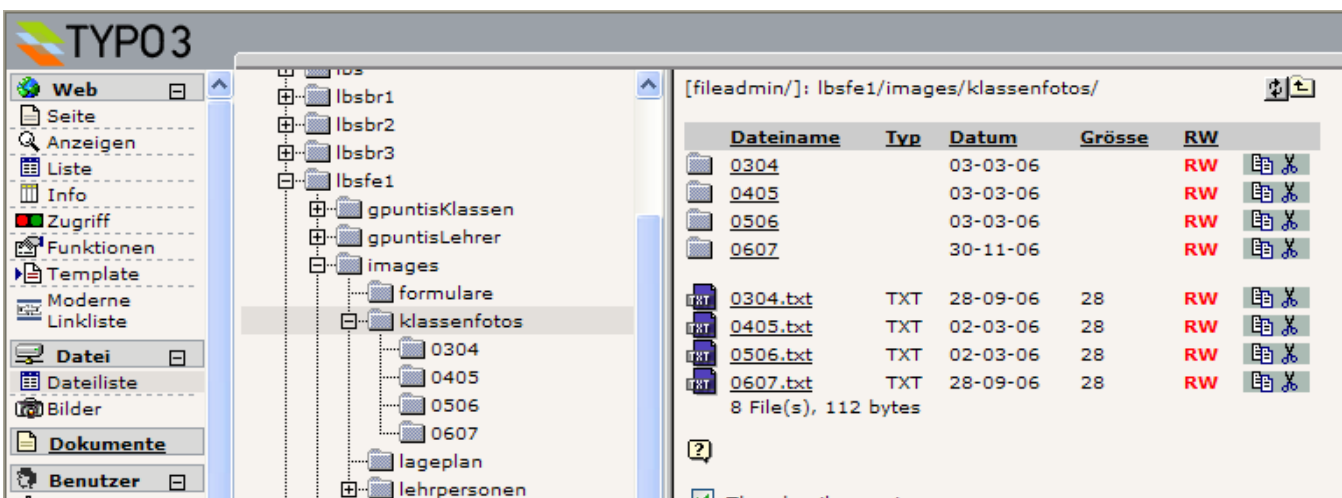 TYPO3
Web
Seite
Anzeigen
Liste
Info
Zugriff
Funktionen
Template
Moderne
Linkliste
Datei
Dateiliste
Bilder
Dokumente
Benutzer
lbs
lbsbr1
lbsbr2
lbsbr3
lbsfe1
gpuntisKlassen
gpuntisLehrer
images
formulare
klassenfotos
0304
0405
0506
0607
lageplan
lehrpersonen
[fileadmin/]: lbsfe1/images/klassenfotos/
Dateiname Typ Datum Grösse RW
0304 03-03-06 RW
0405 03-03-06 RW
0506 03-03-06 RW
0607 30-11-06 RW
TXT 0304.txt TXT 28-09-06 28 RW
TXT 0405.txt TXT 02-03-06 28 RW
TXT 0506.txt TXT 02-03-06 28 RW
TXT 0607.txt TXT 28-09-06 28 RW
8 File(s), 112 bytes